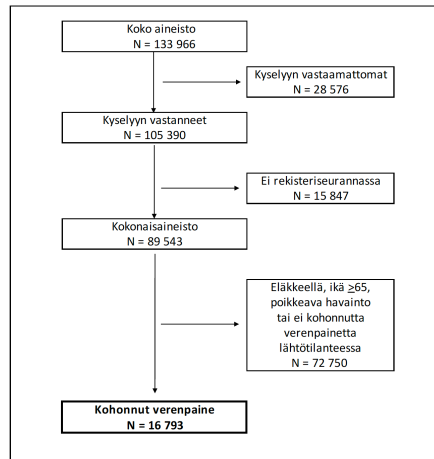 Koko aineisto
N = 133 966
Kyselyyn vastaamattomat
N = 28 576
Kyselyyn vastanneet
N = 105 390
Ei rekisteriseurannassa
N = 15 847
Kokonaisaineisto
N = 89 543
Eläkkeellä, ikä ≥65,
poikkeava havainto
tai ei kohonnutta
verenpainetta
lähtötilanteessa
N = 72 750
Kohonnut verenpaine
N = 16 793